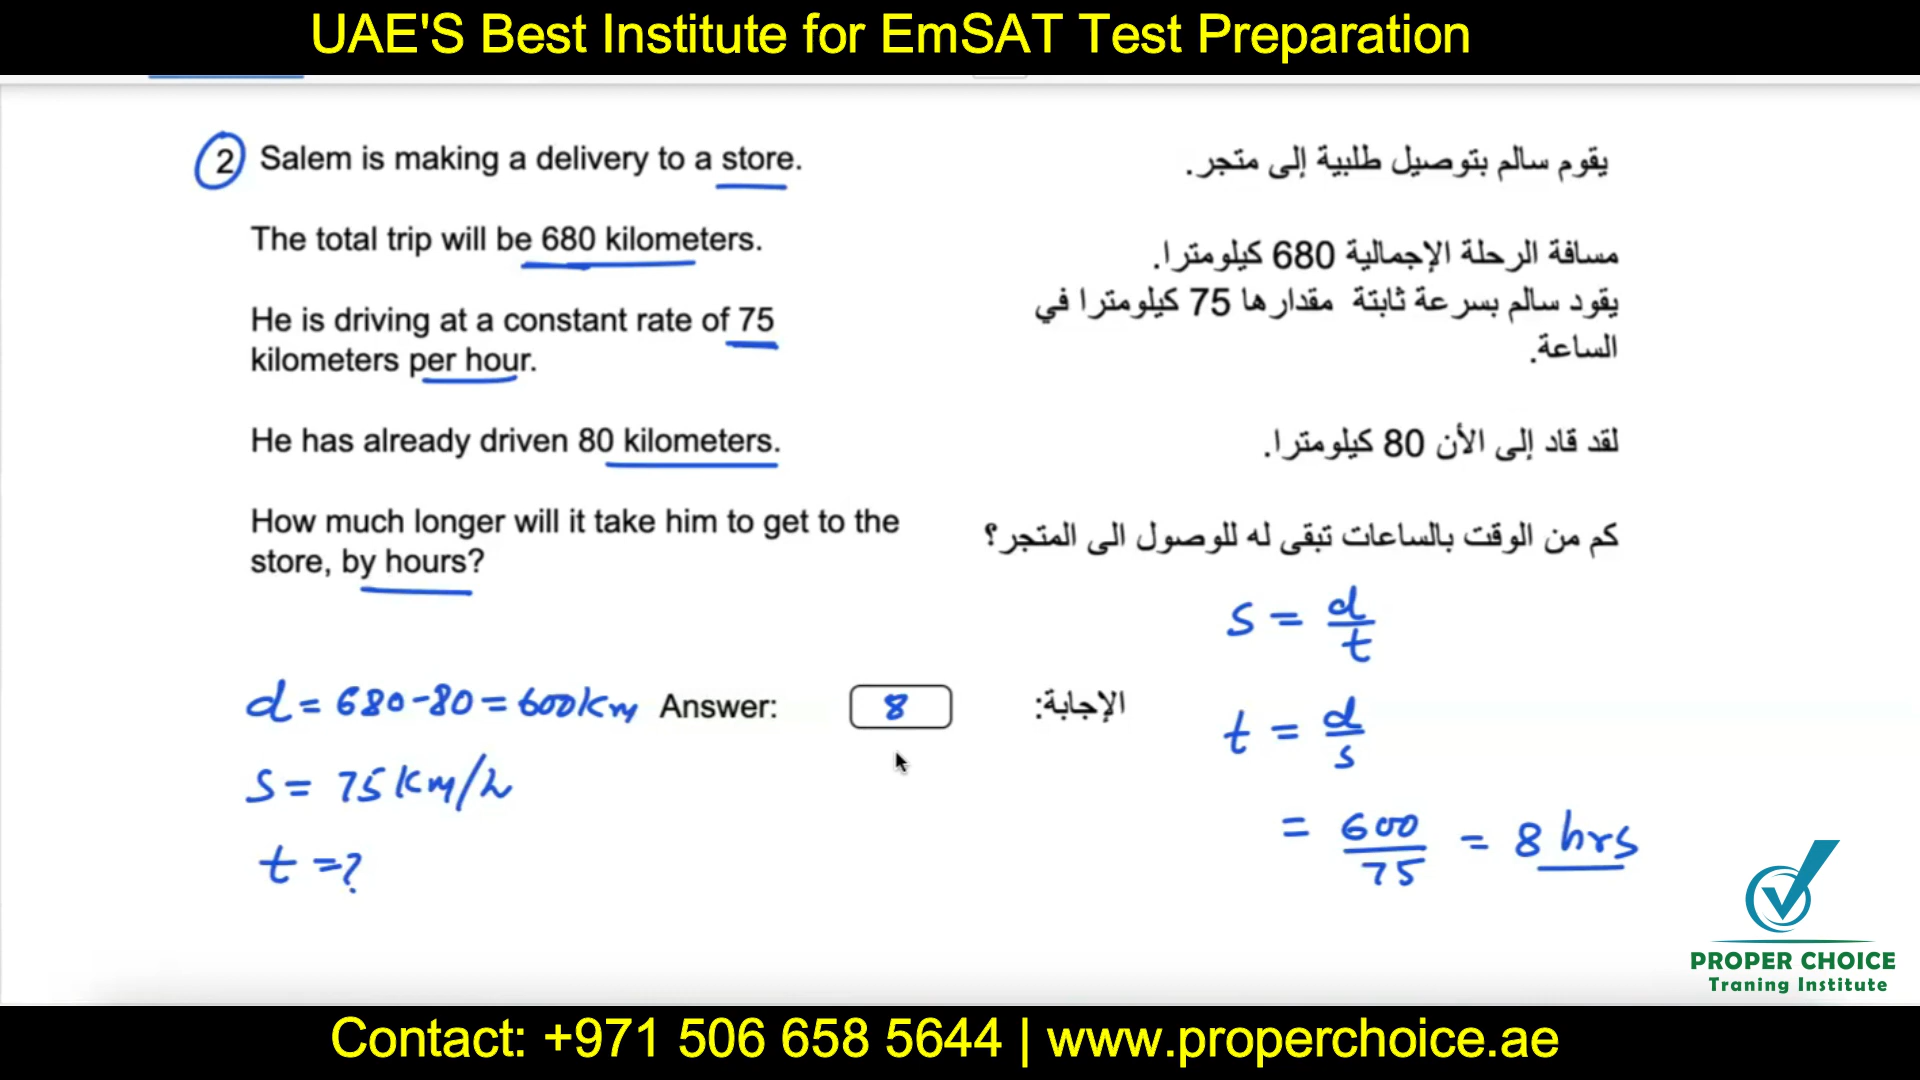 UAE'S Best Institute for EmSAT Test Preparation
2 Salem is making a delivery to a store.
The total trip will be 680 kilometers.
He is driving at a constant rate of 75
kilometers per hour.
He has already driven 80 kilometers.
How much longer will it take him to get to the
store, by hours?
يقوم سالم بتوصيل طلبية إلى متجر.
مسافة الرحلة الإجمالية 680 كيلومترا.
يقود سالم بسرعة ثابتة مقدارها 75 كيلومترا في
الساعة.
لقد قاد إلى الأن 80 كيلومترا.
كم من الوقت بالساعات تبقى له للوصول الى المتجر؟
d = 680-80 = 600km
Answer: 8 الإجابة:
S = 75km/h
t = ?
S = d/t
t = d/s
= 600/75 = 8 hrs
PROPER CHOICE
Traning Institute
Contact: +971 506 658 5644 | www.properchoice.ae